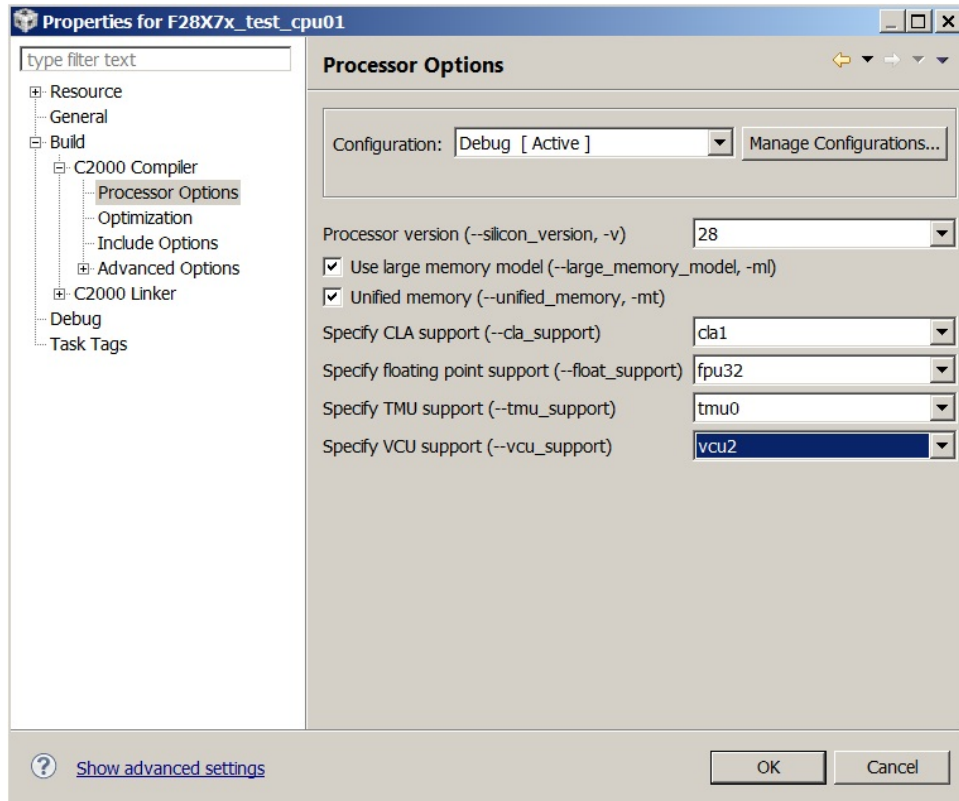 Properties for F28X7x_test_cpu01
type filter text
Resource
General
Build
C2000 Compiler
Processor Options
Optimization
Include Options
Advanced Options
C2000 Linker
Debug
Task Tags
Processor Options
Configuration: Debug [ Active ] Manage Configurations...
Processor version (--silicon_version, -v) 28
Use large memory model (--large_memory_model, -ml)
Unified memory (--unified_memory, -mt)
Specify CLA support (--cla_support) cla1
Specify floating point support (--float_support) fpu32
Specify TMU support (--tmu_support) tmu0
Specify VCU support (--vcu_support) vcu2
Show advanced settings OK Cancel